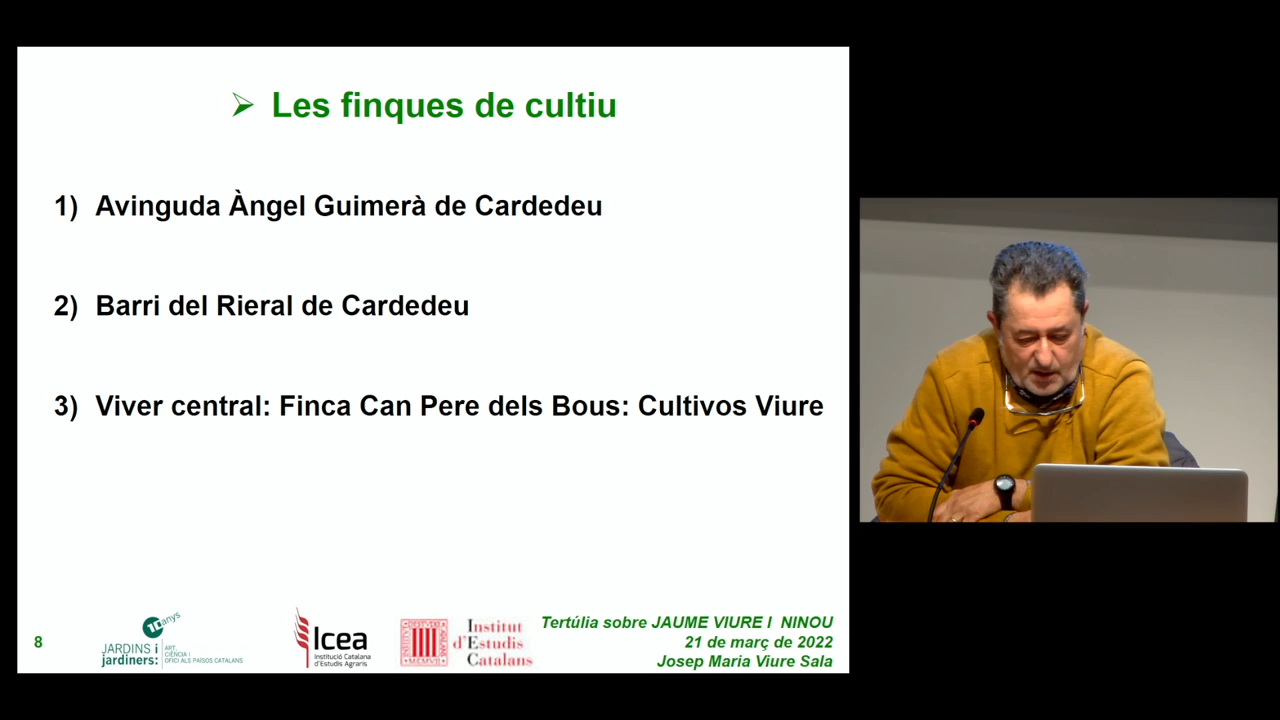 Les finques de cultiu
1) Avinguda Àngel Guimerà de Cardedeu
2) Barri del Rieral de Cardedeu
3) Viver central: Finca Can Pere dels Bous: Cultivos Viure
8
10 anys
JARDINS i
jardiners:
ART,
CIÈNCIA i
OFICI ALS PAÏSOS CATALANS
Icea
Institució Catalana
d'Estudis Agraris
Institut
d'Estudis
Catalans
Tertúlia sobre JAUME VIURE I NINOU
21 de març de 2022
Josep Maria Viure Sala